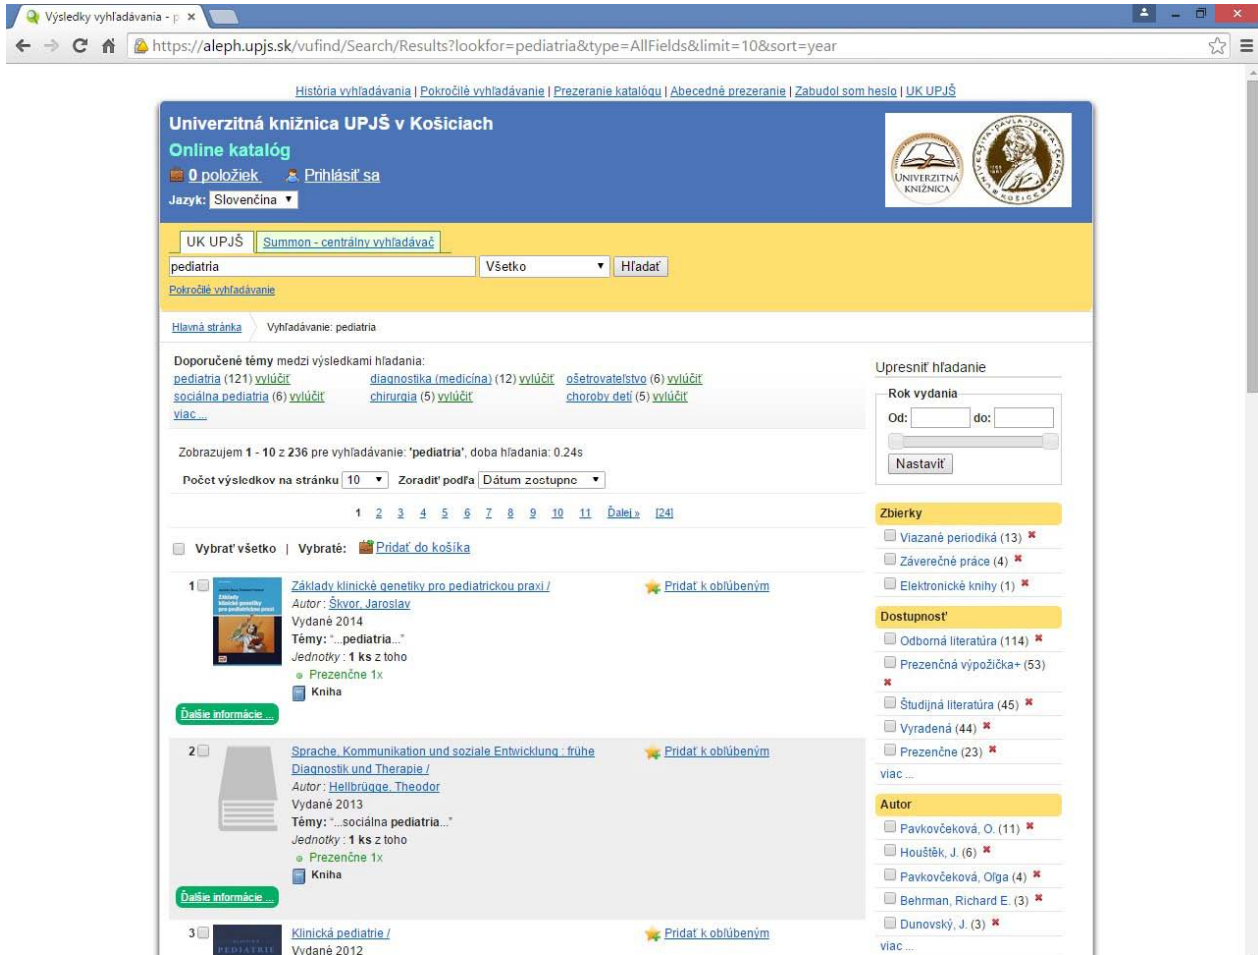 Výsledky vyhľadávania - p
https://aleph.upjs.sk/vufind/Search/Results?lookfor=pediatria&type=AllFields&limit=10&sort=year
História vyhľadávania | Pokročilé vyhľadávanie | Prezeranie katalógu | Abecedné prezeranie | Zabudol som heslo | UK UPJŠ
Univerzitná knižnica UPJŠ v Košiciach
Online katalóg
0 položiek Prihlásiť sa
Jazyk: Slovenčina
UNIVERZITNÁ
KNIŽNICA
UK UPJŠ Summon - centrálny vyhľadávač
pediatria Všetko Hľadať
Pokročilé vyhľadávanie
Hlavná stránka Vyhľadávanie: pediatria
Doporučené témy medzi výsledkami hľadania:
pediatria (121) vylúčiť diagnostika (medicína) (12) vylúčiť ošetrovateľstvo (6) vylúčiť
sociálna pediatria (6) vylúčiť chirurgia (5) vylúčiť choroby detí (5) vylúčiť
viac ...
Zobrazujem 1 - 10 z 236 pre vyhľadávanie: 'pediatria', doba hľadania: 0.24s
Počet výsledkov na stránku 10 Zoradiť podľa Dátum zostupne
1 2 3 4 5 6 7 8 9 10 11 Ďalej » [24]
Vybrať všetko | Vybraté: Pridať do košíka
1 Základy klinické genetiky pro pediatrickou praxi / Pridať k obľúbeným
Základy
klinické genetiky
pro pediatrickou praxi
Autor : Škvor, Jaroslav
Vydané 2014
Témy: "...pediatria..."
Jednotky : 1 ks z toho
Prezenčne 1x
Kniha
Ďalšie informácie ...
2 Sprache, Kommunikation und soziale Entwicklung : frühe Pridať k obľúbeným
Diagnostik und Therapie /
Autor : Hellbrügge, Theodor
Vydané 2013
Témy: "...sociálna pediatria..."
Jednotky : 1 ks z toho
Prezenčne 1x
Kniha
Ďalšie informácie ...
3 Klinická pediatrie / Pridať k obľúbeným
PEDIATRIE
Vydané 2012
Upresniť hľadanie
Rok vydania
Od: do:
Nastaviť
Zbierky
Viazané periodiká (13)
Záverečné práce (4)
Elektronické knihy (1)
Dostupnosť
Odborná literatúra (114)
Prezenčná výpožička+ (53)
Študijná literatúra (45)
Vyradená (44)
Prezenčne (23)
viac ...
Autor
Pavkovčeková, O. (11)
Houštěk, J. (6)
Pavkovčeková, Oľga (4)
Behrman, Richard E. (3)
Dunovský, J. (3)
viac ...